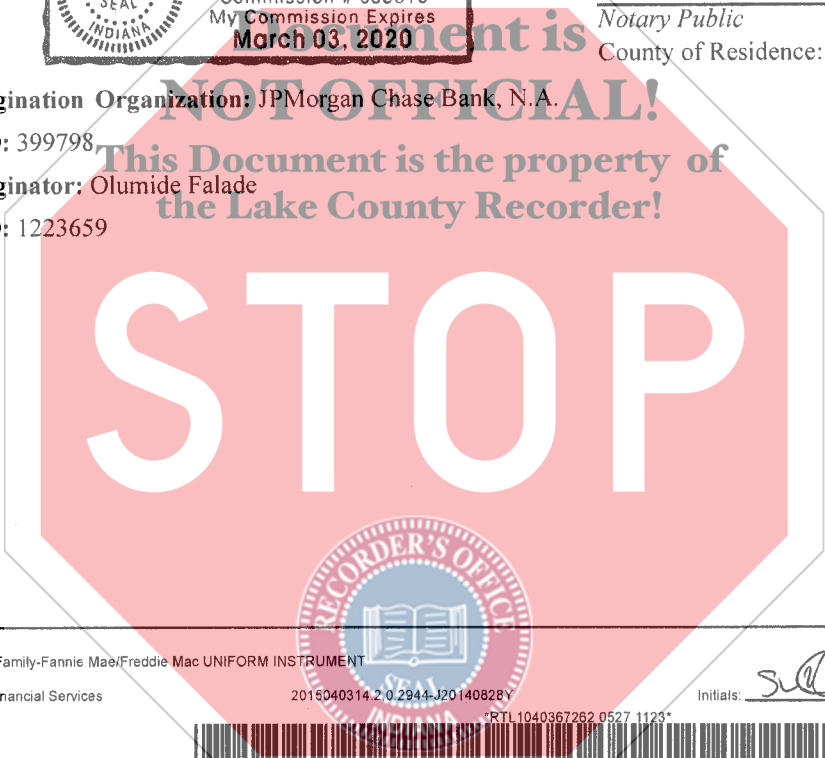 SEAL
INDIANA
My Commission Expires
March 03, 2020
Notary Public
County of Residence:
Document is
NOT OFFICIAL!
gination Organization: JPMorgan Chase Bank, N.A.
: 399798
This Document is the property of
ginator: Olumide Falade
the Lake County Recorder!
: 1223659
STOP
RECORDER'S OFFICE
SEAL
INDIANA
Family-Fannie Mae/Freddie Mac UNIFORM INSTRUMENT
nancial Services
2015040314.2.0.2944-J20140828Y
Initials:
*RTL1040367262 0527 1123*